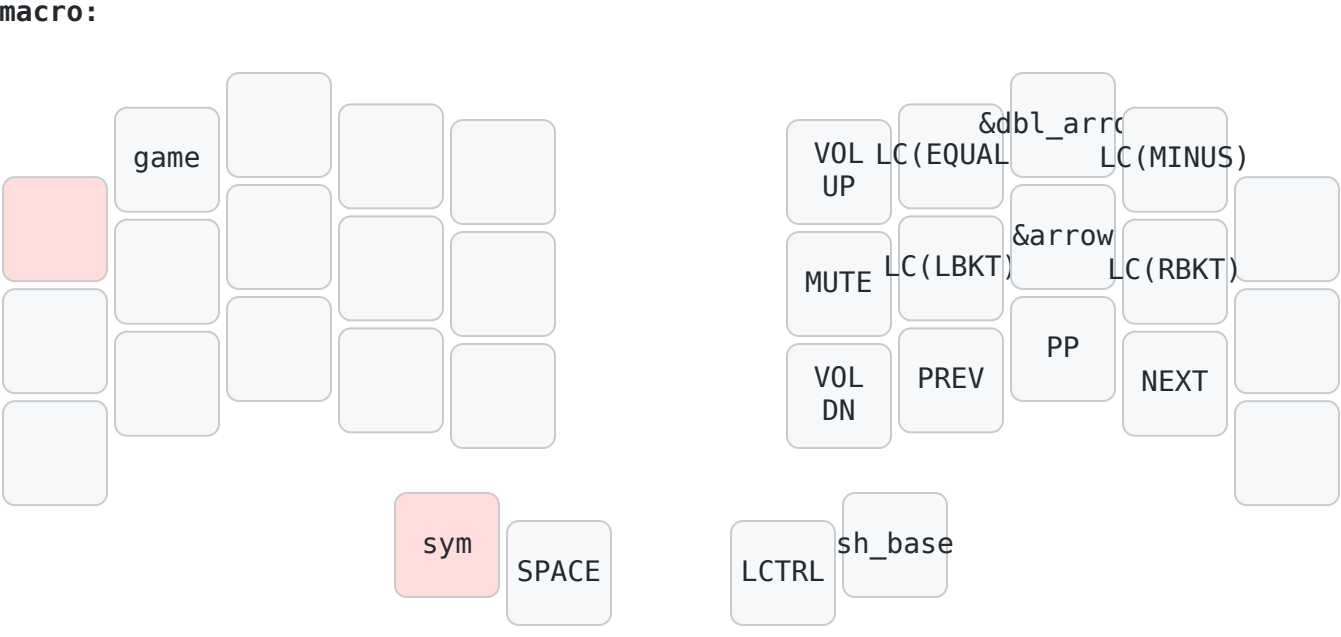 macro:
game
VOL
UP
LC(EQUAL
&dbl_arr
LC(MINUS)
MUTE
LC(LBKT)
&arrow
LC(RBKT)
VOL
DN
PREV
PP
NEXT
sym
SPACE
LCTRL
sh_base